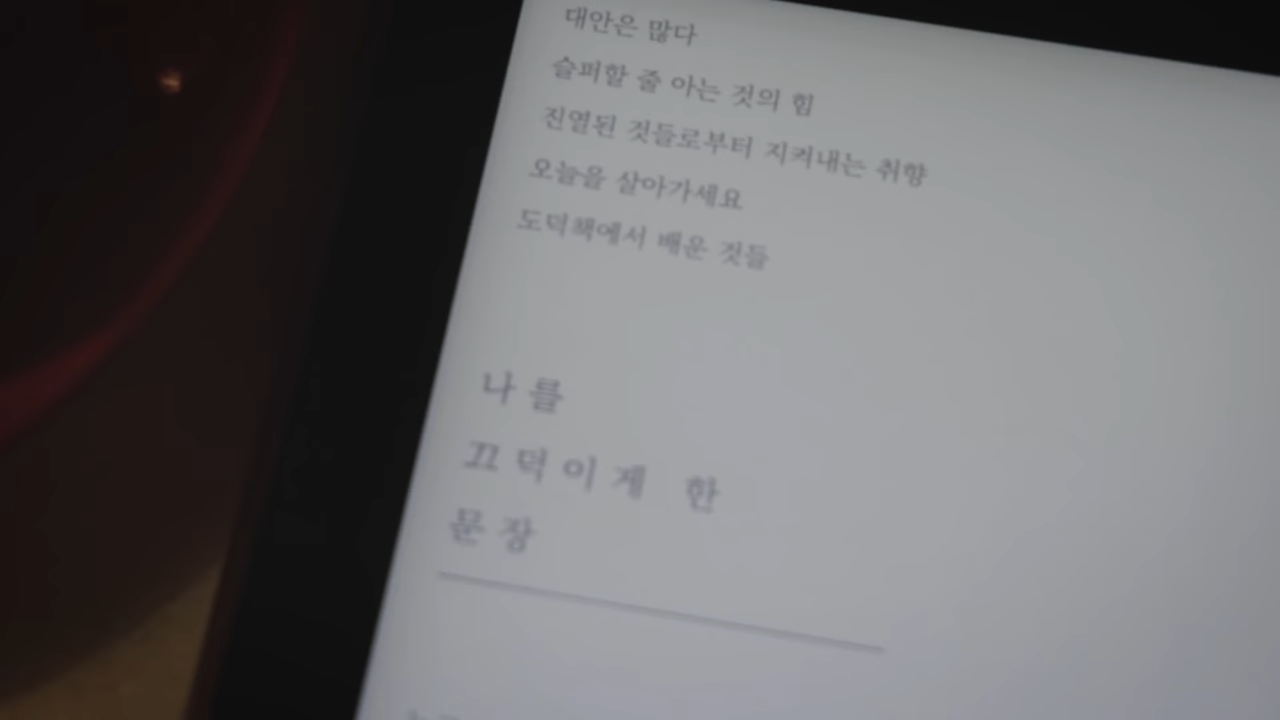 대안은 많다
슬퍼할 줄 아는 것의 힘
진열된 것들로부터 지켜내는 취향
오늘을 살아가세요
도덕책에서 배운 것들
나를
끄덕이게 한
문장